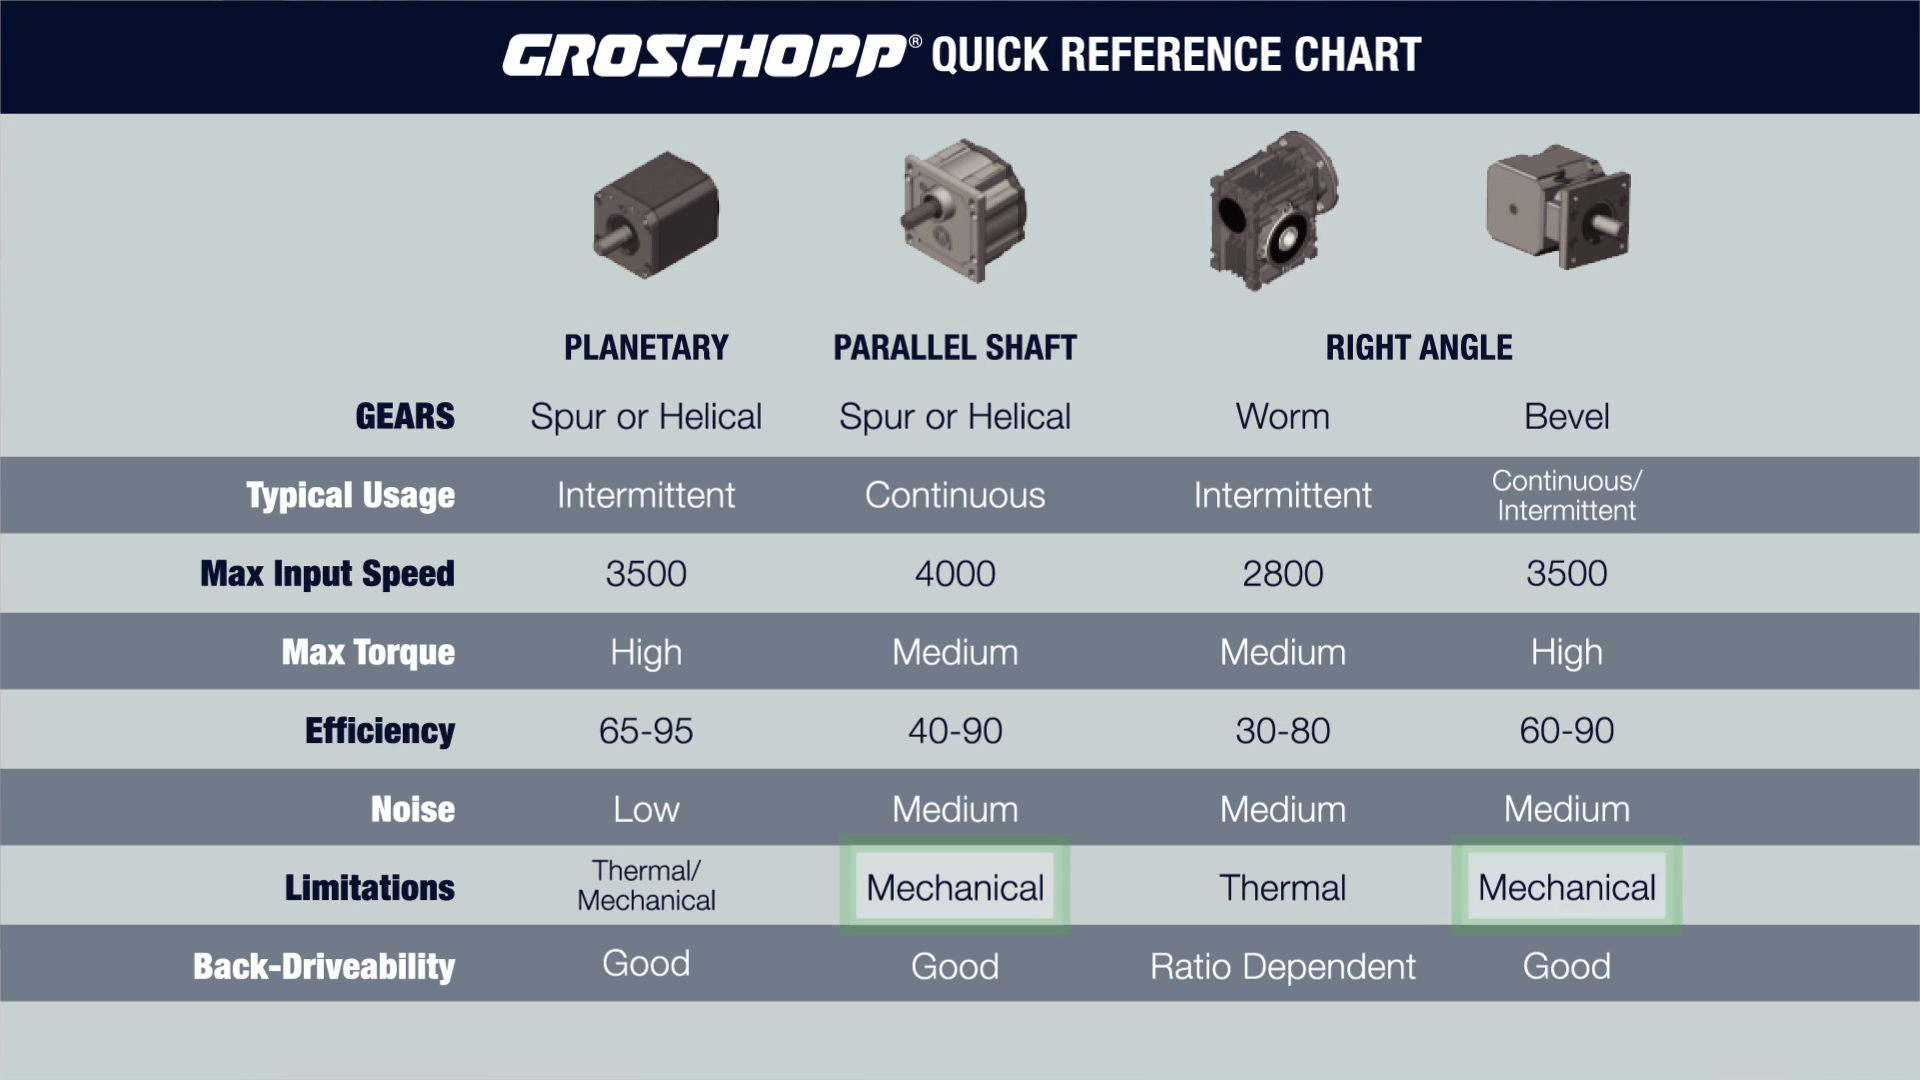 GROSCHOPP® QUICK REFERENCE CHART
PLANETARY PARALLEL SHAFT RIGHT ANGLE
GEARS Spur or Helical Spur or Helical Worm Bevel
Typical Usage Intermittent Continuous Intermittent Continuous/
Intermittent
Max Input Speed 3500 4000 2800 3500
Max Torque High Medium Medium High
Efficiency 65-95 40-90 30-80 60-90
Noise Low Medium Medium Medium
Limitations Thermal/
Mechanical Mechanical Thermal Mechanical
Back-Driveability Good Good Ratio Dependent Good